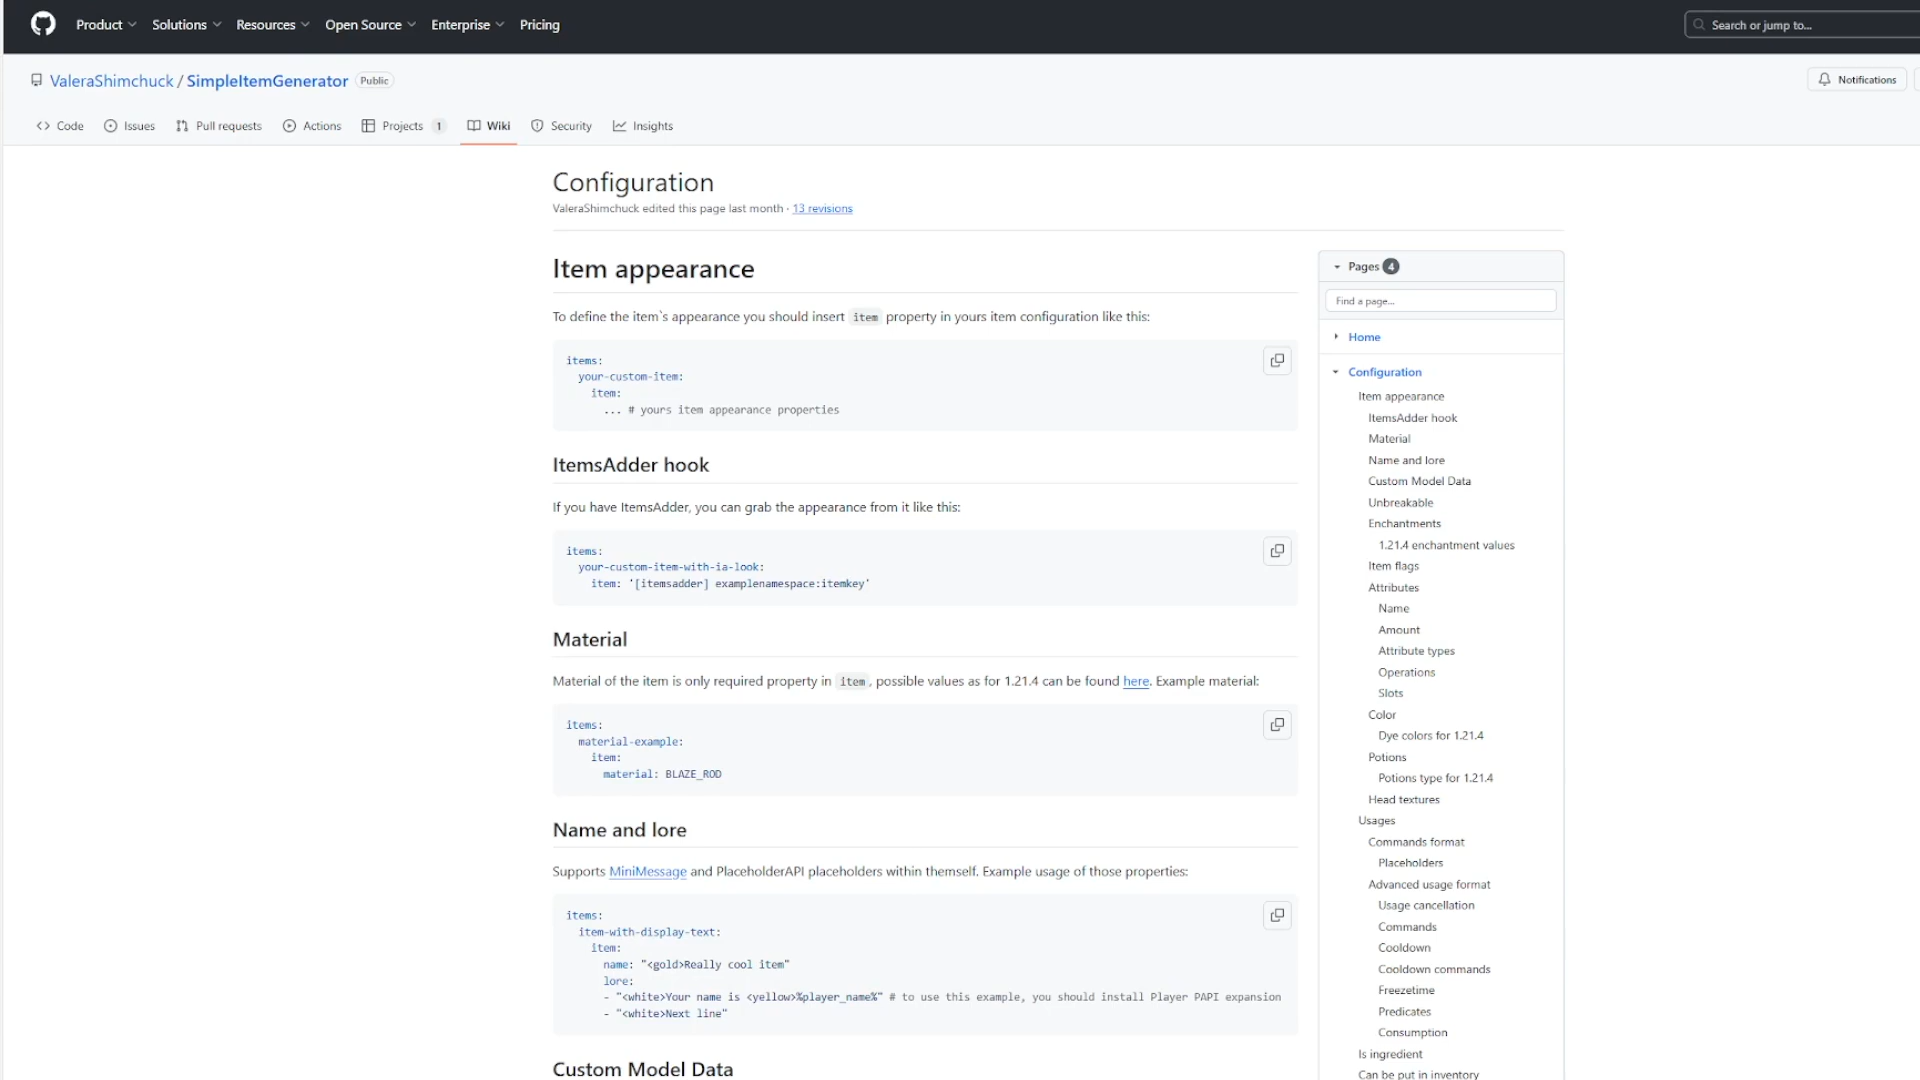 Product Solutions Resources Open Source Enterprise Pricing
Search or jump to...
ValeraShimchuck / SimpleItemGenerator Public
Notifications
Code Issues Pull requests Actions Projects 1 Wiki Security Insights
Configuration
ValeraShimchuck edited this page last month · 13 revisions
Item appearance
To define the item`s appearance you should insert item property in yours item configuration like this:
items:
your-custom-item:
item:
... # yours item appearance properties
ItemsAdder hook
If you have ItemsAdder, you can grab the appearance from it like this:
items:
your-custom-item-with-ia-look:
item: '[itemsadder] examplenamespace:itemkey'
Material
Material of the item is only required property in item, possible values as for 1.21.4 can be found here. Example material:
items:
material-example:
item:
material: BLAZE_ROD
Name and lore
Supports MiniMessage and PlaceholderAPI placeholders within themself. Example usage of those properties:
items:
item-with-display-text:
item:
name: "<gold>Really cool item"
lore:
- "<white>Your name is <yellow>%player_name%" # to use this example, you should install Player PAPI expansion
- "<white>Next line"
Custom Model Data
Pages 4
Find a page...
Home
Configuration
Item appearance
ItemsAdder hook
Material
Name and lore
Custom Model Data
Unbreakable
Enchantments
1.21.4 enchantment values
Item flags
Attributes
Name
Amount
Attribute types
Operations
Slots
Color
Dye colors for 1.21.4
Potions
Potions type for 1.21.4
Head textures
Usages
Commands format
Placeholders
Advanced usage format
Usage cancellation
Commands
Cooldown
Cooldown commands
Freezetime
Predicates
Consumption
Is ingredient
Can be put in inventory